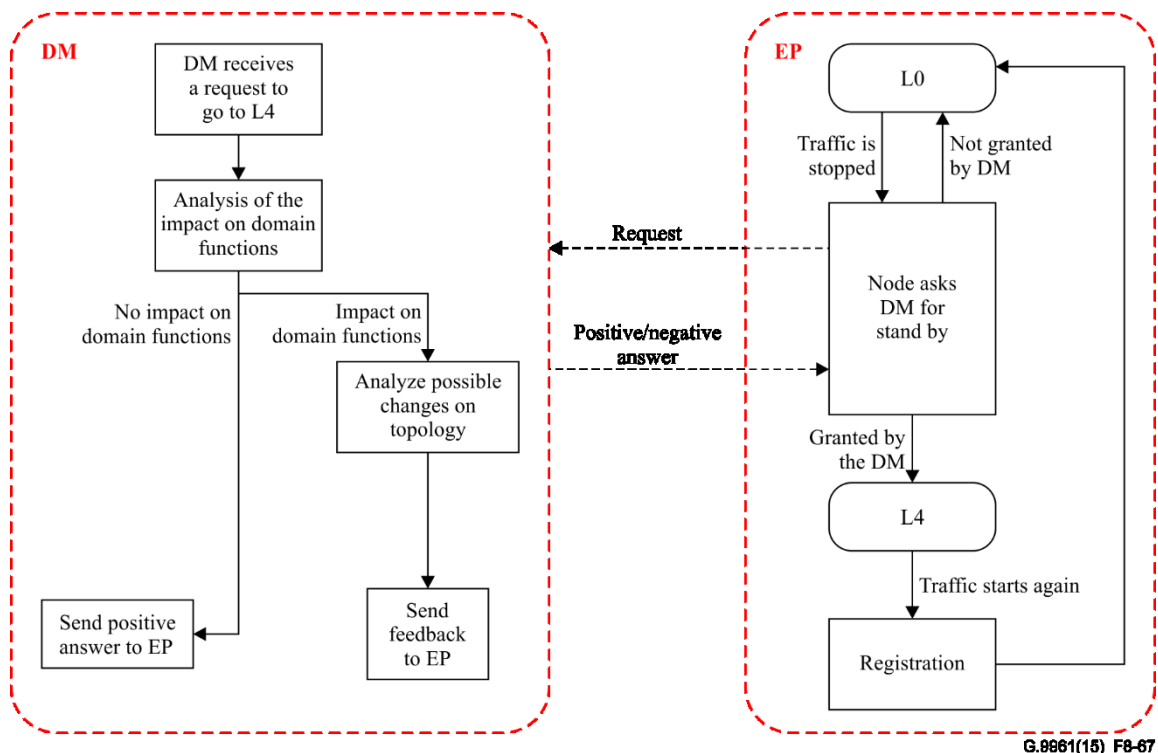 DM
DM receives
a request to
go to L4
Analysis of the
impact on domain
functions
No impact on
domain functions
Impact on
domain functions
Analyze possible
changes on
topology
Send positive
answer to EP
Send
feedback
to EP
Request
Positive/negative
answer
EP
L0
Traffic is
stopped
Not granted
by DM
Node asks
DM for
stand by
Granted by
the DM
L4
Traffic starts again
Registration
G.9961(15)_F8-67